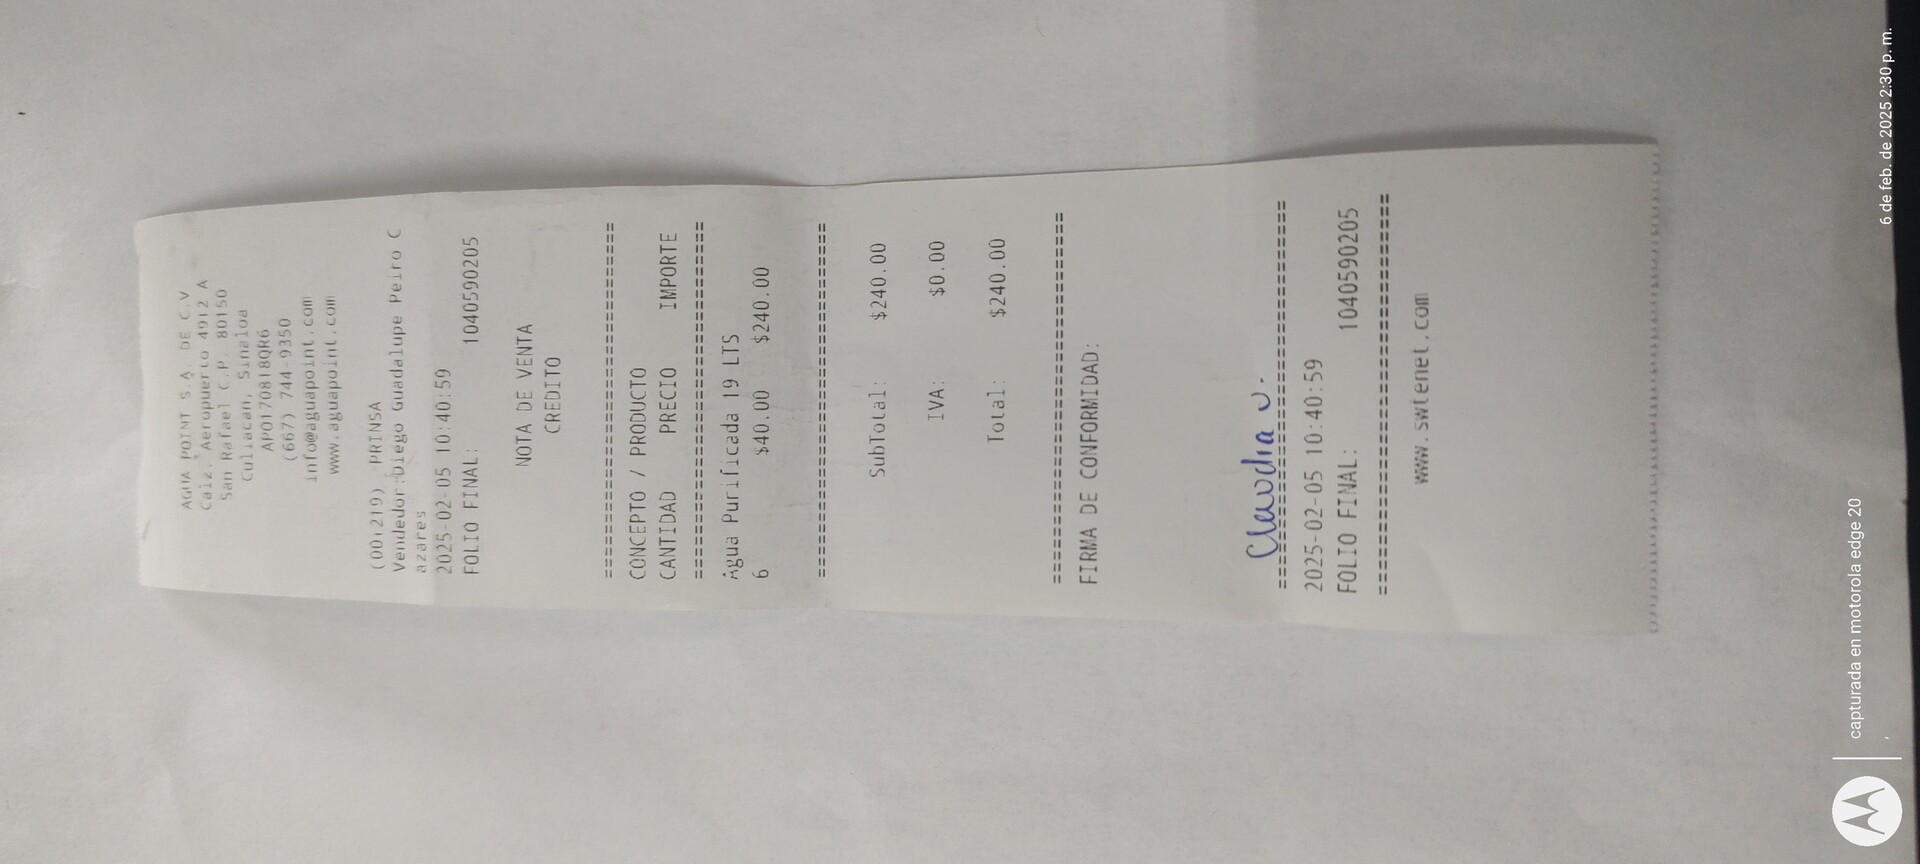 AGUA POINT S.A. DE C.V
Calz. Aeropuerto 4912 A
San Rafael C.P. 80150
Culiacan, Sinaloa
APO170818QR6
(667) 744-9350
info@aguapoint.com
www.aguapoint.com
(001219) PRINSA
Vendedor:Diego Guadalupe Peiro C
azares
2025-02-05 10:40:59
FOLIO FINAL: 1040590205
NOTA DE VENTA
CREDITO
================================
CONCEPTO / PRODUCTO
CANTIDAD PRECIO IMPORTE
================================
Agua Purificada 19 LTS
6 $40.00 $240.00
================================
SubTotal: $240.00
IVA: $0.00
Total: $240.00
================================
FIRMA DE CONFORMIDAD:
Claudia U.
================================
2025-02-05 10:40:59
FOLIO FINAL: 1040590205
================================
www.swtenet.com
capturada en motorola edge 20
6 de feb. de 2025 2:30 p. m.